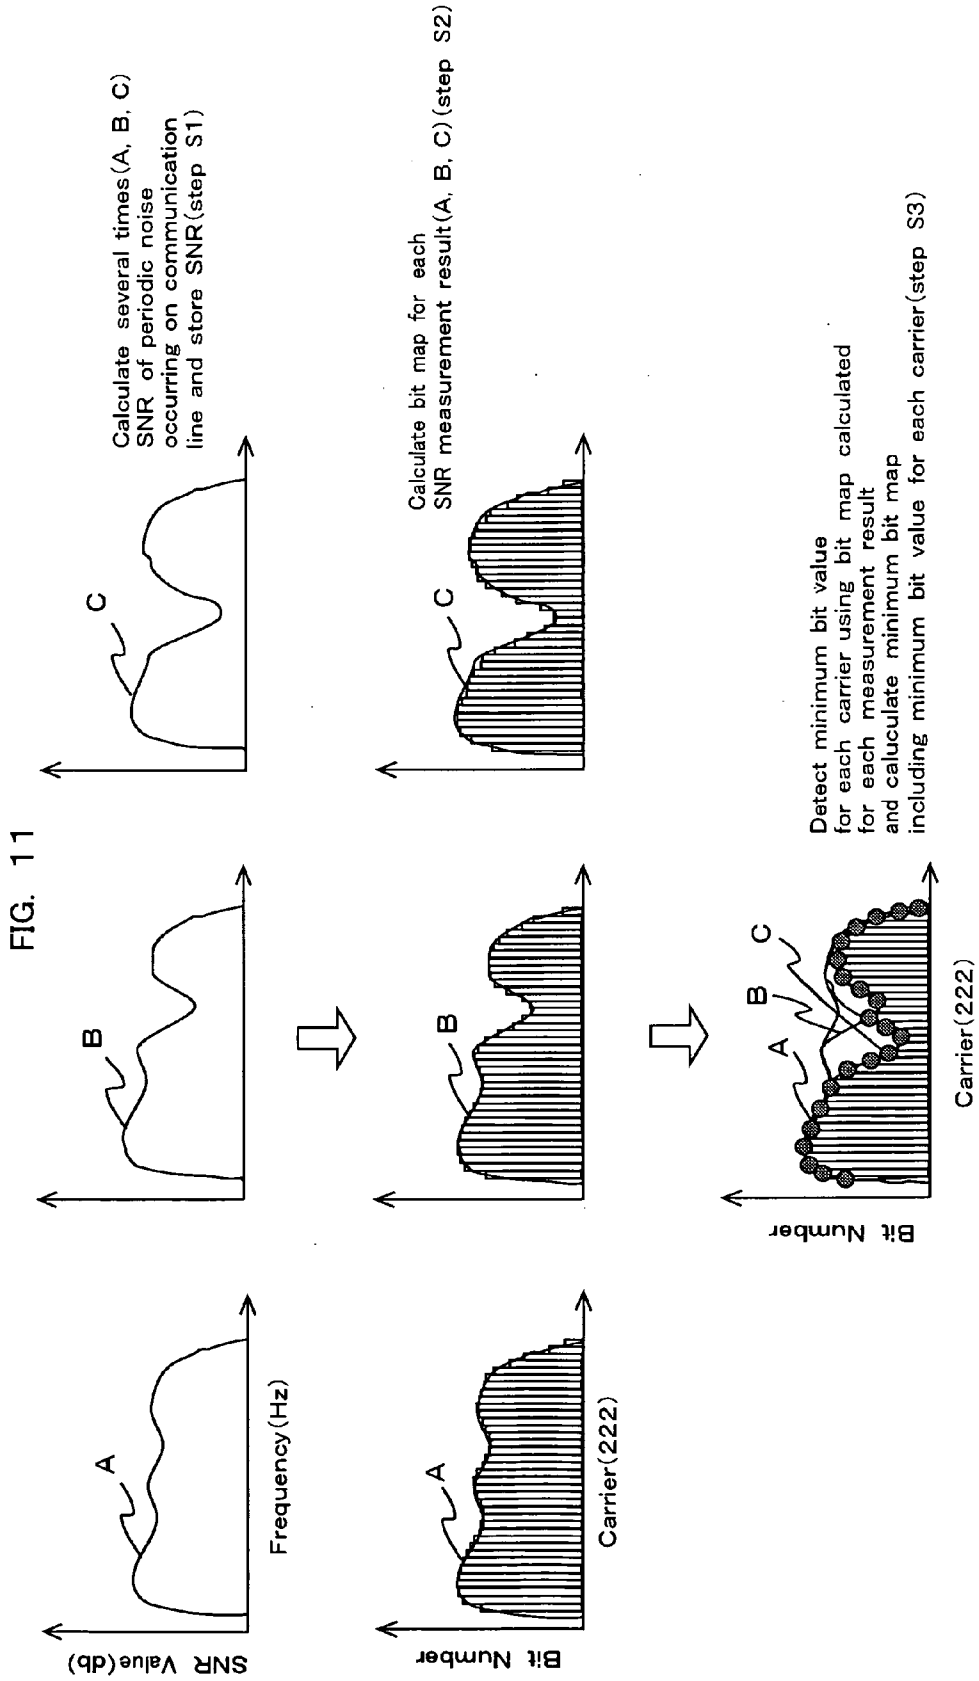 FIG. 11
SNR Value(db)
A
Frequency(Hz)
B
C
Calculate several times(A, B, C)
SNR of periodic noise
occurring on communication
line and store SNR(step S1)
Bit Number
A
Carrier(222)
B
C
Calculate bit map for each
SNR measurement result(A, B, C)(step S2)
Bit Number
A
B
C
Carrier(222)
Detect minimum bit value
for each carrier using bit map calculated
for each measurement result
and caluculate minimum bit map
including minimum bit value for each carrier(step S3)